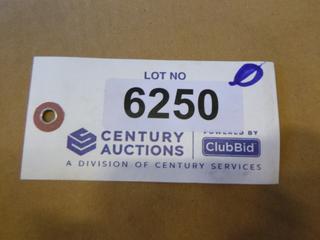 LOT NO
6250
CENTURY AUCTIONS
POWERED BY
ClubBid
A DIVISION OF CENTURY SERVICES